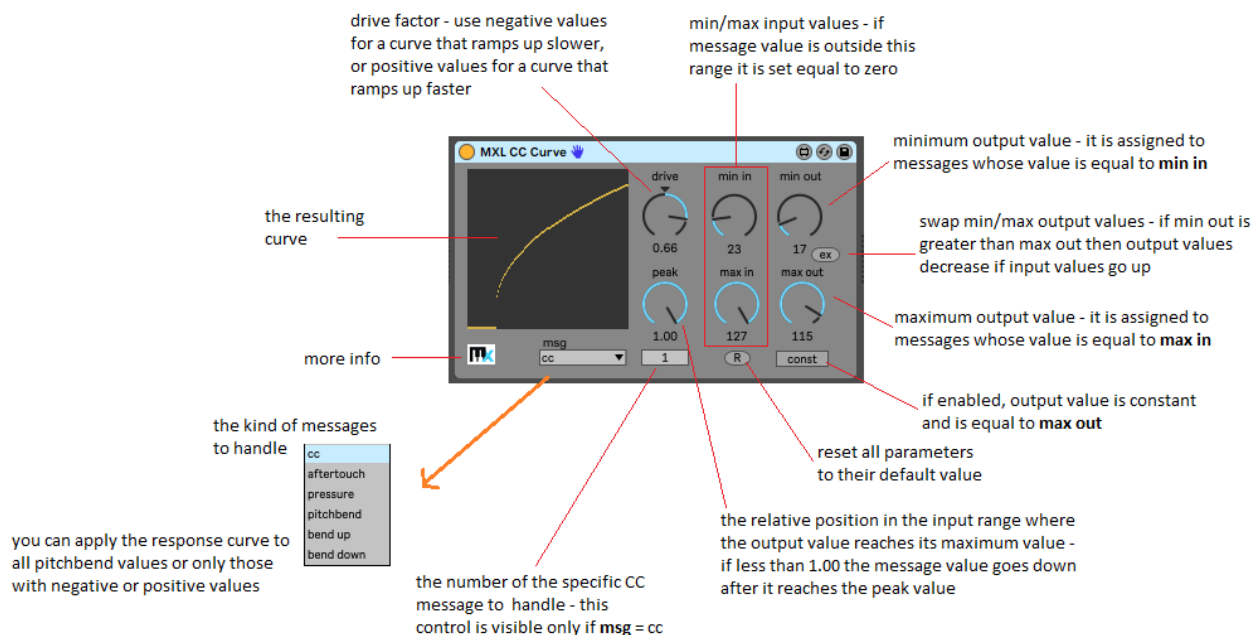 drive factor - use negative values
for a curve that ramps up slower,
or positive values for a curve that
ramps up faster
min/max input values - if
message value is outside this
range it is set equal to zero
minimum output value - it is assigned to
messages whose value is equal to min in
swap min/max output values - if min out is
greater than max out then output values
decrease if input values go up
maximum output value - it is assigned to
messages whose value is equal to max in
if enabled, output value is constant
and is equal to max out
reset all parameters
to their default value
the relative position in the input range where
the output value reaches its maximum value -
if less than 1.00 the message value goes down
after it reaches the peak value
the number of the specific CC
message to handle - this
control is visible only if msg = cc
the resulting
curve
more info
the kind of messages
to handle
you can apply the response curve to
all pitchbend values or only those
with negative or positive values
MXL CC Curve
drive
min in
min out
0.66
23
17
ex
peak
max in
max out
1.00
127
115
mx
msg
cc
1
R
const
cc
aftertouch
pressure
pitchbend
bend up
bend down